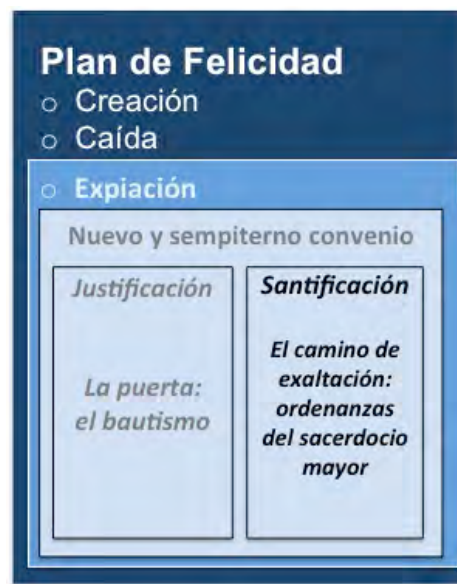 Plan de Felicidad
o Creación
o Caída
o Expiación
Nuevo y sempiterno convenio
Justificación
La puerta:
el bautismo
Santificación
El camino de
exaltación:
ordenanzas
del sacerdocio
mayor